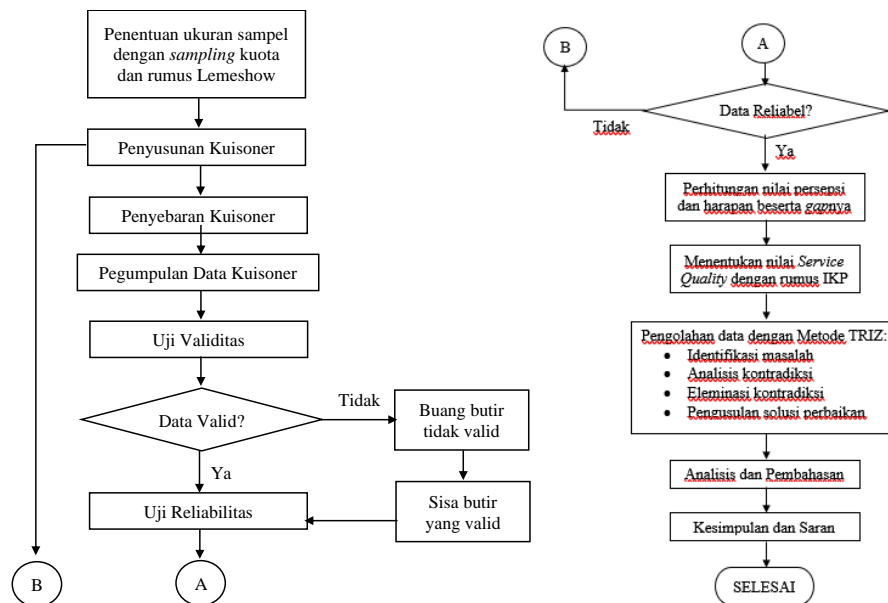 Penentuan ukuran sampel
dengan sampling kuota
dan rumus Lemeshow
Penyusunan Kuisoner
Penyebaran Kuisoner
Pegumpulan Data Kuisoner
Uji Validitas
Data Valid?
Tidak
Buang butir
tidak valid
Ya
Sisa butir
yang valid
Uji Reliabilitas
B
A
B
A
Data Reliabel?
Tidak
Ya
Perhitungan nilai persepsi
dan harapan beserta gapnya
Menentukan nilai Service
Quality dengan rumus IKP
Pengolahan data dengan Metode TRIZ:
• Identifikasi masalah
• Analisis kontradiksi
• Eleminasi kontradiksi
• Pengusulan solusi perbaikan
Analisis dan Pembahasan
Kesimpulan dan Saran
SELESAI